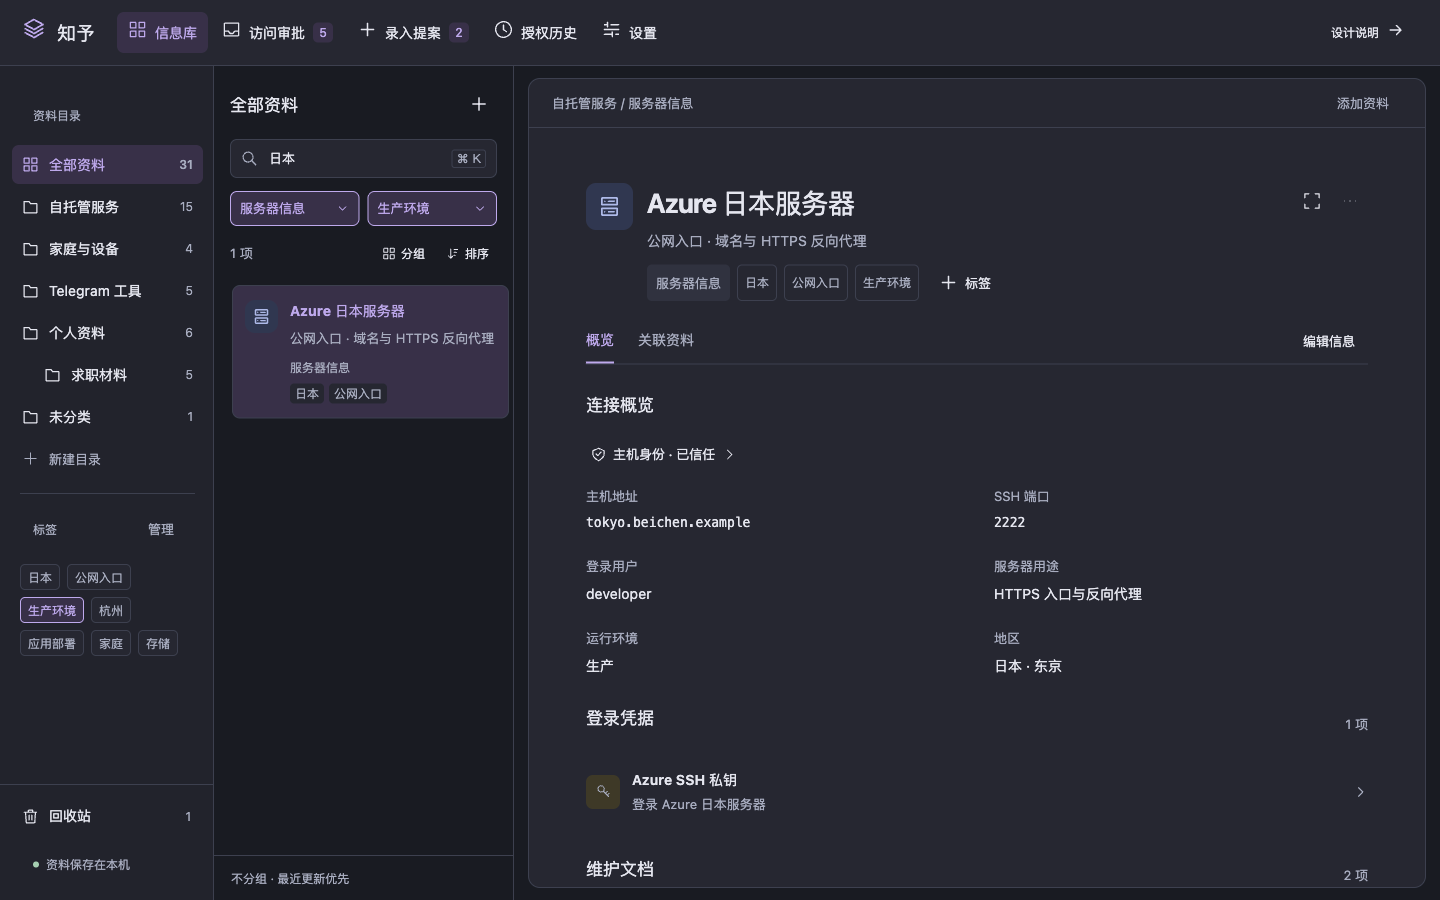 知予
信息库
访问审批 5
录入提案 2
授权历史
设置
设计说明
资料目录
全部资料 31
自托管服务 15
家庭与设备 4
Telegram 工具 5
个人资料 6
求职材料 5
未分类 1
新建目录
标签 管理
日本 公网入口
生产环境 杭州
应用部署 家庭 存储
回收站 1
资料保存在本机
全部资料
日本 ⌘ K
服务器信息 生产环境
1 项 分组 排序
Azure 日本服务器
公网入口 · 域名与 HTTPS 反向代理
服务器信息
日本 公网入口
不分组 · 最近更新优先
自托管服务 / 服务器信息 添加资料
Azure 日本服务器
公网入口 · 域名与 HTTPS 反向代理
服务器信息 日本 公网入口 生产环境 标签
概览 关联资料 编辑信息
连接概览
主机身份 · 已信任
主机地址 SSH 端口
tokyo.beichen.example 2222
登录用户 服务器用途
developer HTTPS 入口与反向代理
运行环境 地区
生产 日本 · 东京
登录凭据 1 项
Azure SSH 私钥
登录 Azure 日本服务器
维护文档 2 项